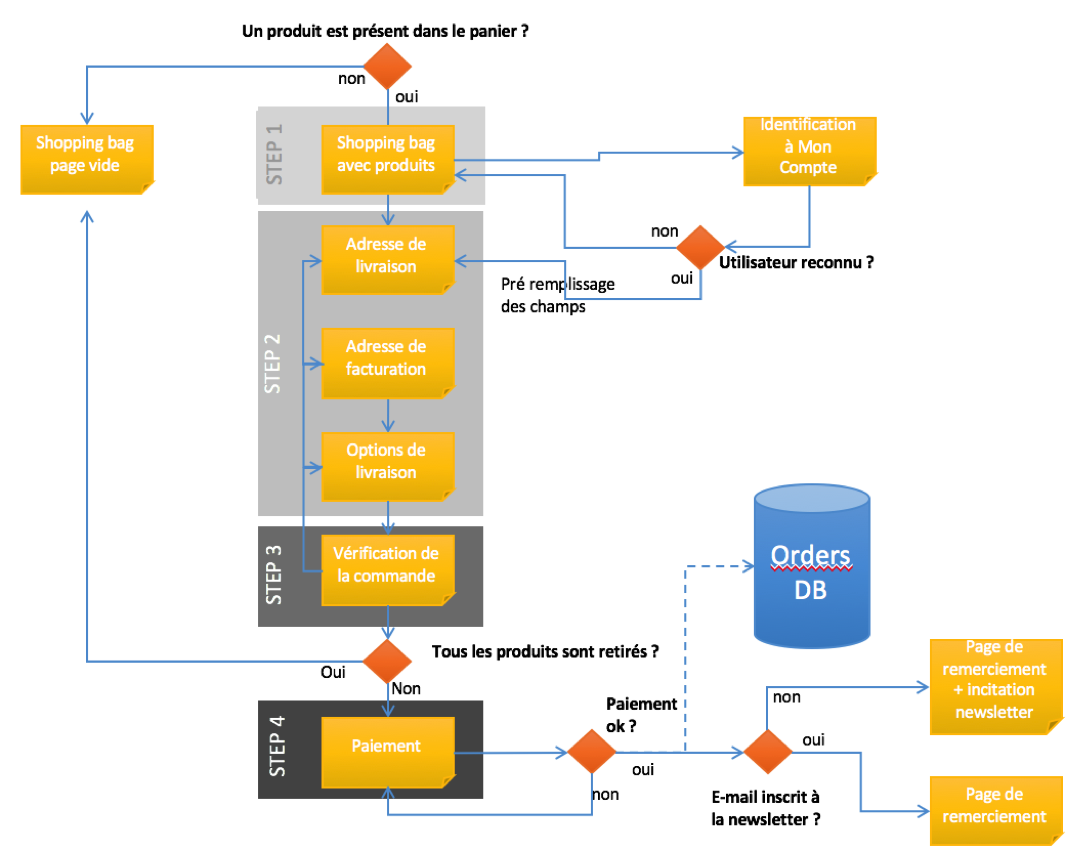 Un produit est présent dans le panier ?
non
oui
STEP 1
Shopping bag
page vide
Shopping bag
avec produits
Identification
à Mon
Compte
non
Utilisateur reconnu ?
oui
STEP 2
Adresse de
livraison
Pré remplissage
des champs
Adresse de
facturation
Options de
livraison
STEP 3
Vérification de
la commande
Orders
DB
Tous les produits sont retirés ?
Oui
Non
STEP 4
Paiement
Paiement
ok ?
oui
non
non
oui
E-mail inscrit à
la newsletter ?
Page de
remerciement
+ incitation
newsletter
Page de
remerciement